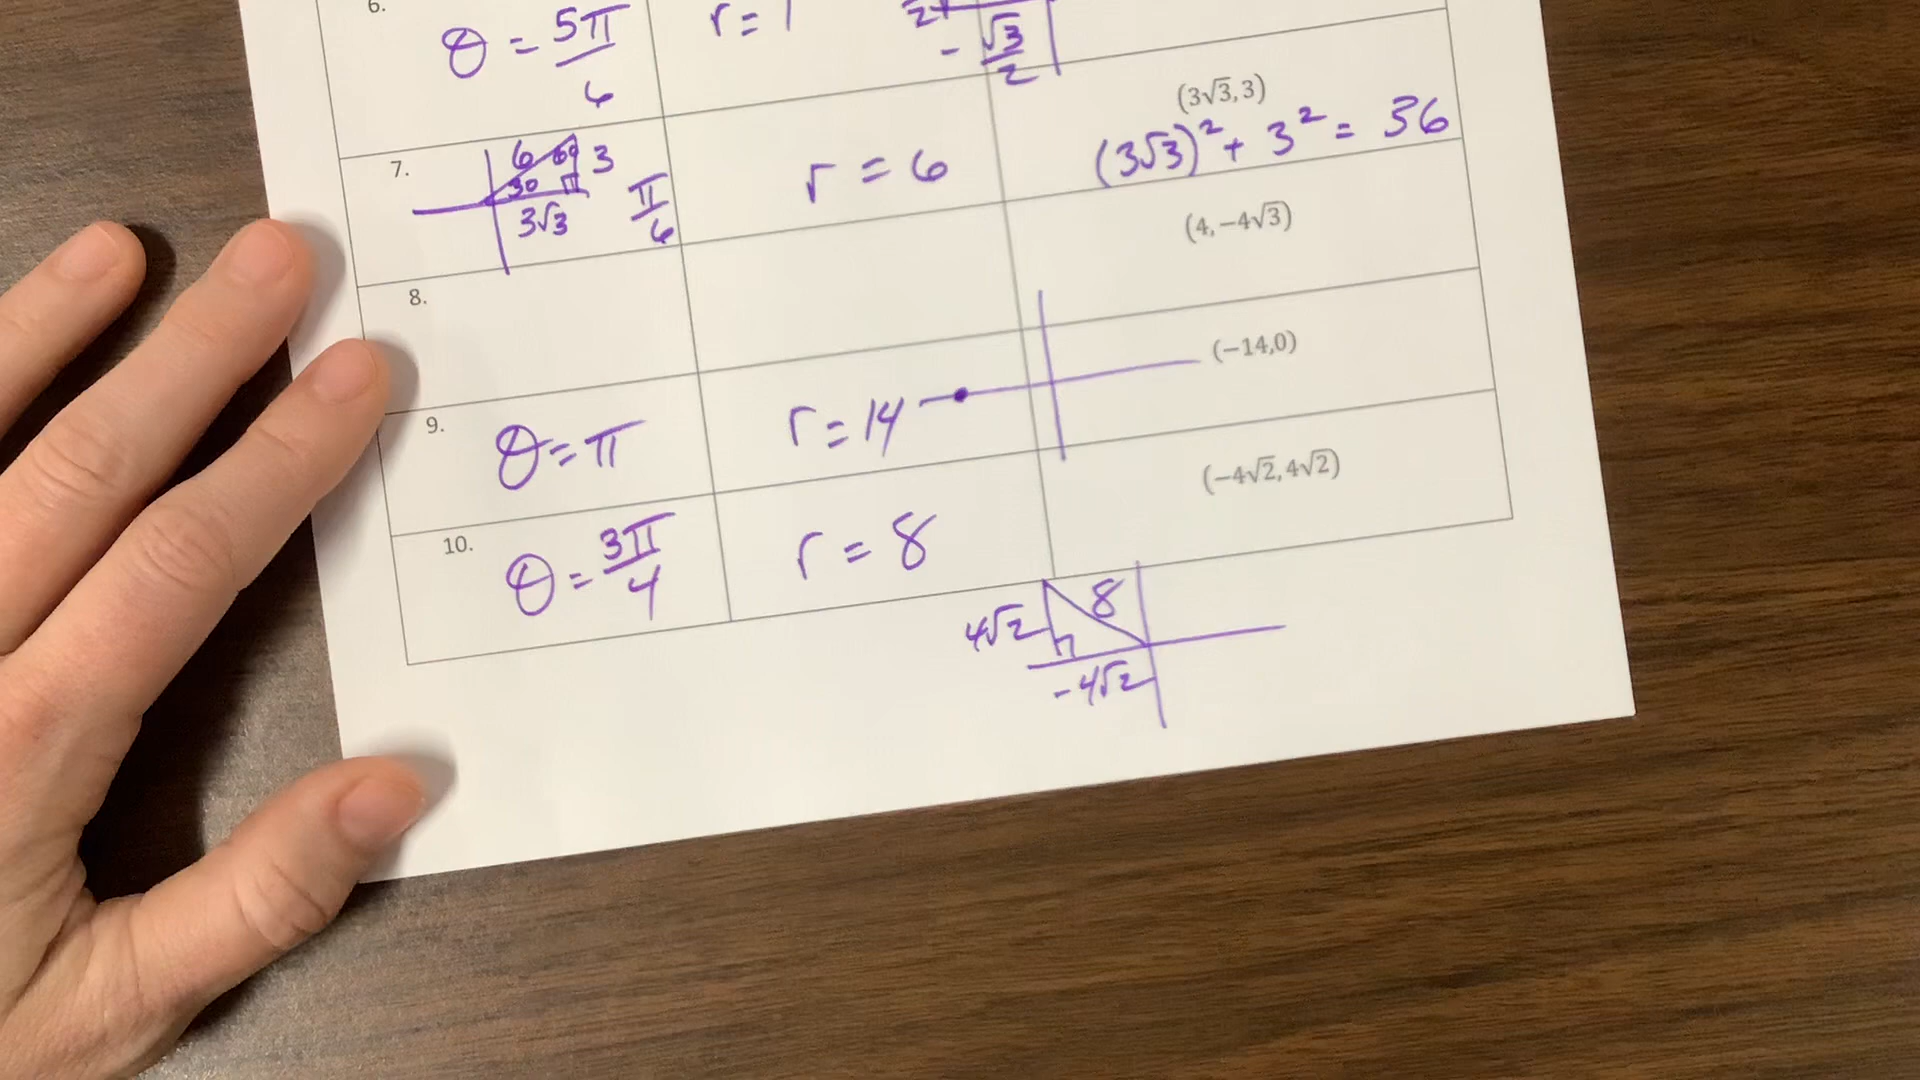 6. θ = 5π/6 r = 1 - √3/2
7. 6 60 3 30 3√3 π/6 r = 6 (3√3, 3) (3√3)² + 3² = 36
8. (4, −4√3)
9. θ = π r = 14 (−14,0)
10. θ = 3π/4 r = 8 (−4√2, 4√2)
4√2 8
-4√2